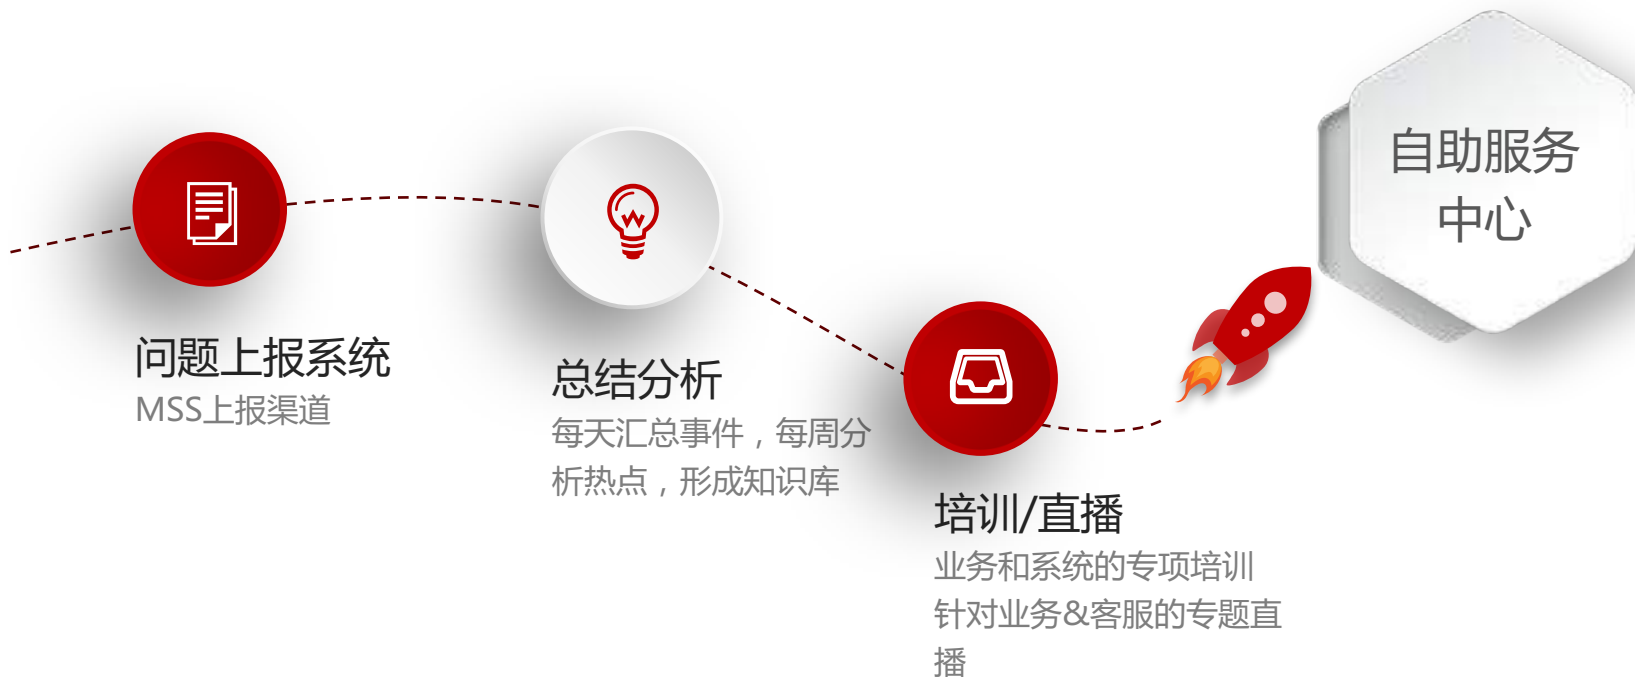 自助服务
中心
问题上报系统
MSS上报渠道
总结分析
每天汇总事件，每周分
析热点，形成知识库
培训/直播
业务和系统的专项培训
针对业务&客服的专题直
播